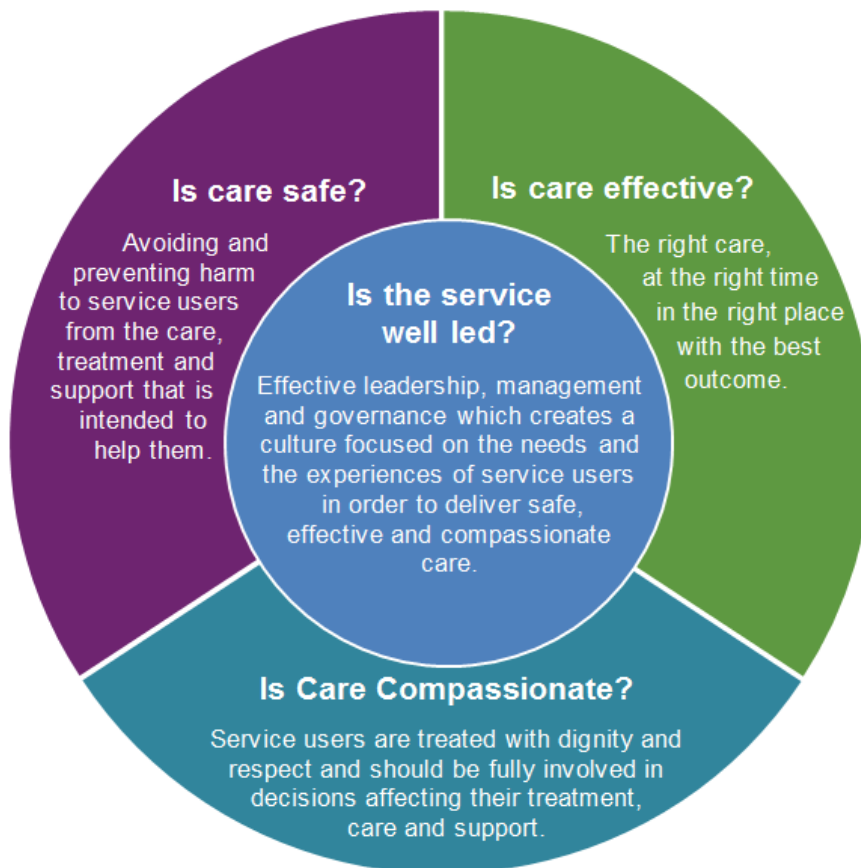 Is care safe?
Avoiding and
preventing harm
to service users
from the care,
treatment and
support that is
intended to
help them.
Is care effective?
The right care,
at the right time
in the right place
with the best
outcome.
Is the service
well led?
Effective leadership, management
and governance which creates a
culture focused on the needs and
the experiences of service users
in order to deliver safe,
effective and compassionate
care.
Is Care Compassionate?
Service users are treated with dignity and
respect and should be fully involved in
decisions affecting their treatment,
care and support.